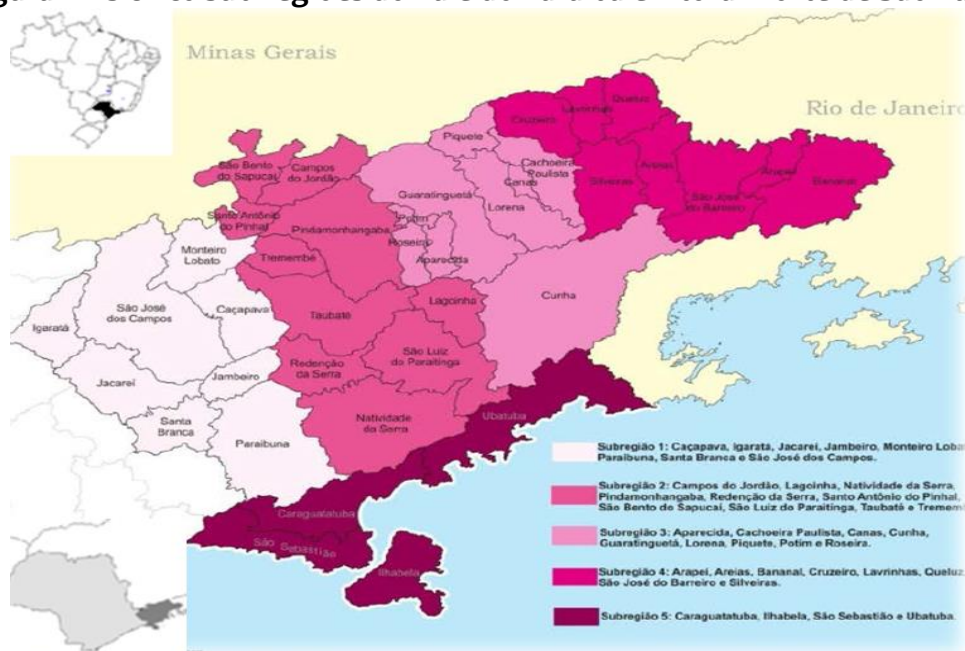 Minas Gerais
Rio de Janeiro
Cruzeiro
Lavrinhas
Queluz
Piquete
Cachoeira
Paulista
Canas
São Bento
do Sapucaí
Campos
do Jordão
Silveiras
Areias
Arapeí
Bananal
São José
do Barreiro
Guaratinguetá
Lorena
Santo Antônio
do Pinhal
Pindamonhangaba
Potim
Roseira
Aparecida
Monteiro
Lobato
Tremembé
Cunha
Igaratá
São José
dos Campos
Caçapava
Taubaté
Lagoinha
Redenção
da Serra
São Luiz
do Paraitinga
Jacareí
Jambeiro
Santa
Branca
Paraibuna
Natividade
da Serra
Ubatuba
Caraguatatuba
São Sebastião
Ilhabela
Subregião 1: Caçapava, Igaratá, Jacareí, Jambeiro, Monteiro Loba
Paraibuna, Santa Branca e São José dos Campos.
Subregião 2: Campos do Jordão, Lagoinha, Natividade da Serra,
Pindamonhangaba, Redenção da Serra, Santo Antônio do Pinhal,
São Bento de Sapucaí, São Luiz do Paraitinga, Taubaté e Tremem
Subregião 3: Aparecida, Cachoeira Paulista, Canas, Cunha,
Guaratinguetá, Lorena, Piquete, Potim e Roseira.
Subregião 4: Arapeí, Areias, Bananal, Cruzeiro, Lavrinhas, Queluz
São José do Barreiro e Silveiras.
Subregião 5: Caraguatatuba, Ilhabela, São Sebastião e Ubatuba.